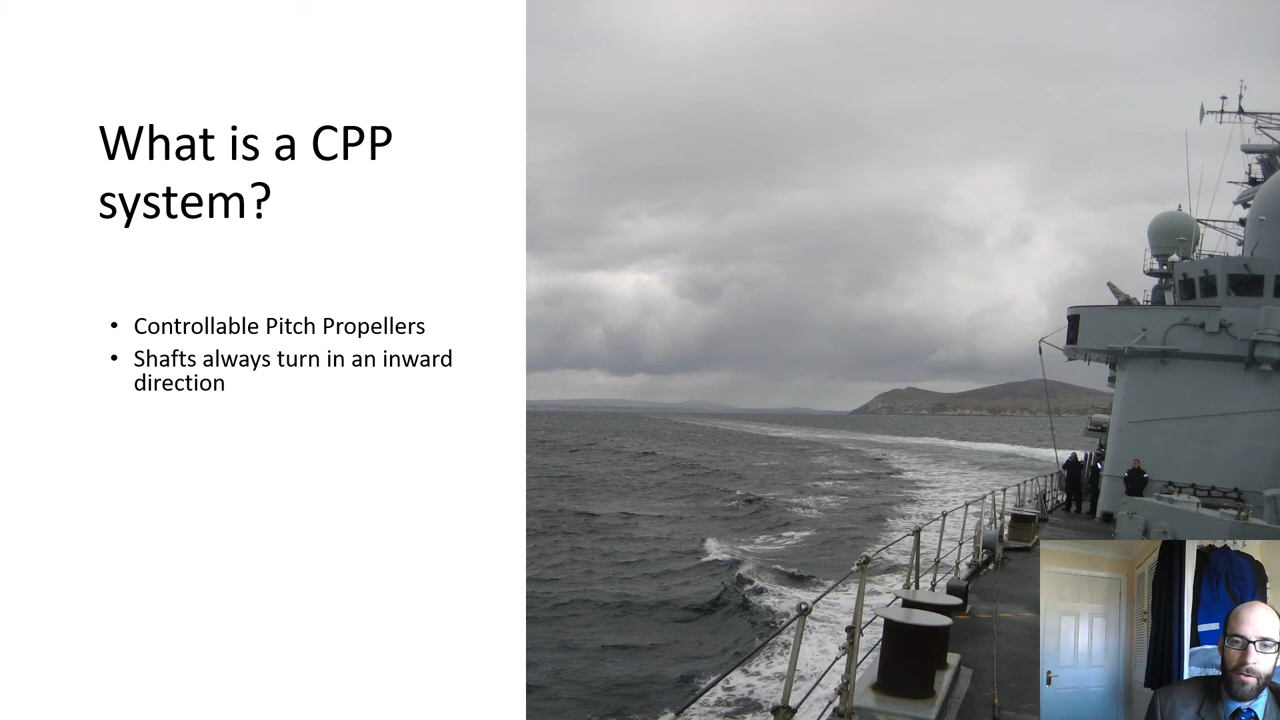 What is a CPP
system?
• Controllable Pitch Propellers
• Shafts always turn in an inward
direction